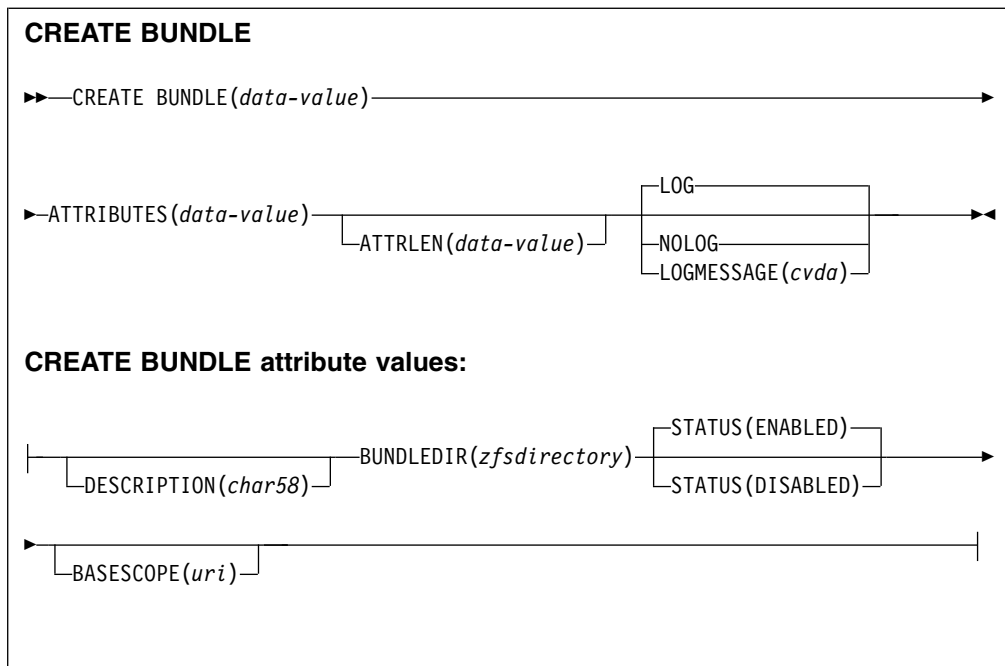 CREATE BUNDLE
CREATE BUNDLE(data-value)
LOG
ATTRIBUTES(data-value)
ATTRLEN(data-value)
NOLOG
LOGMESSAGE(cvda)
CREATE BUNDLE attribute values:
STATUS(ENABLED)
BUNDLEDIR(zfsdirectory)
DESCRIPTION(char58)
STATUS(DISABLED)
BASESCOPE(uri)